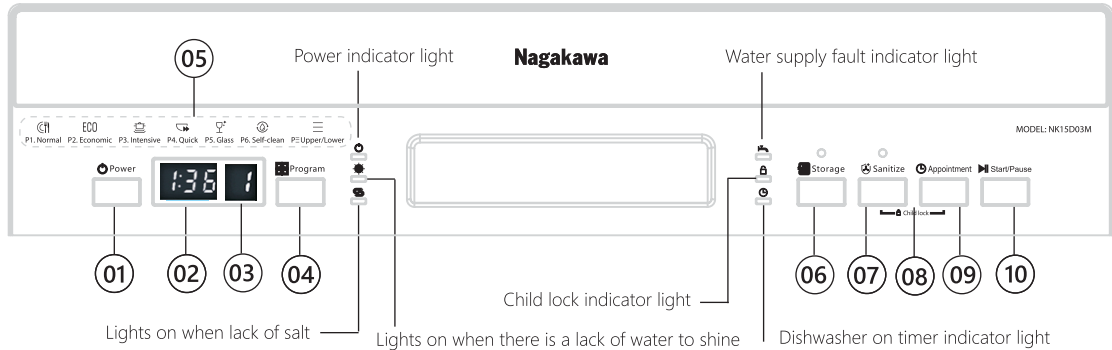 05
Power indicator light
Nagakawa
Water supply fault indicator light
ECO
P1. Normal P2. Economic P3. Intensive P4. Quick P5. Glass P6. Self-clean P☰Upper/Lower
MODEL: NK15D03M
Power
1:36 1
Program
Storage
Sanitize
Appointment
Start/Pause
Child lock
01
02
03
04
06
07
08
09
10
Child lock indicator light
Lights on when lack of salt
Lights on when there is a lack of water to shine
Dishwasher on timer indicator light